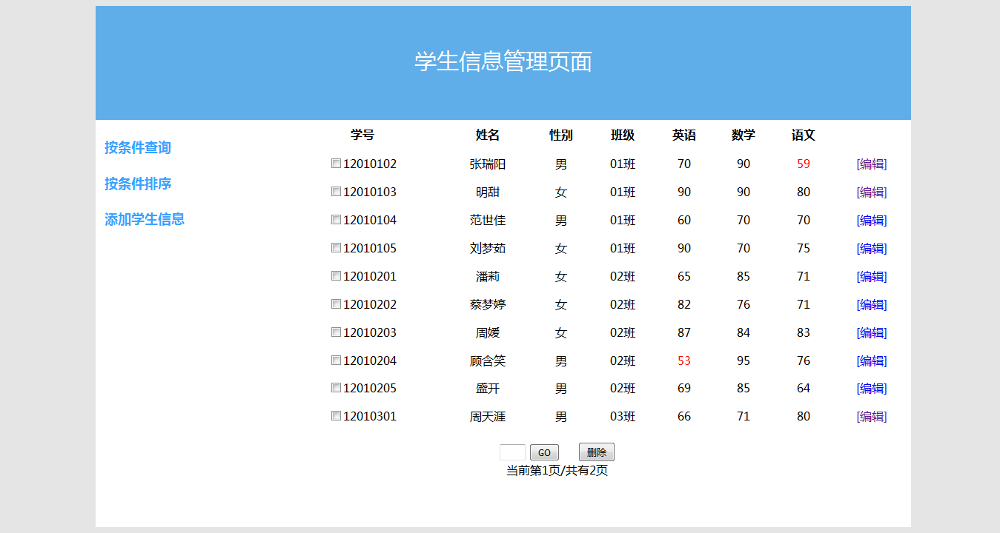 学生信息管理页面
按条件查询
按条件排序
添加学生信息
学号 姓名 性别 班级 英语 数学 语文
12010102 张瑞阳 男 01班 70 90 59 [编辑]
12010103 明甜 女 01班 90 90 80 [编辑]
12010104 范世佳 男 01班 60 70 70 [编辑]
12010105 刘梦茹 女 01班 90 70 75 [编辑]
12010201 潘莉 女 02班 65 85 71 [编辑]
12010202 蔡梦婷 女 02班 82 76 71 [编辑]
12010203 周媛 女 02班 87 84 83 [编辑]
12010204 顾含笑 男 02班 53 95 76 [编辑]
12010205 盛开 男 02班 69 85 64 [编辑]
12010301 周天涯 男 03班 66 71 80 [编辑]
GO 删除
当前第1页/共有2页